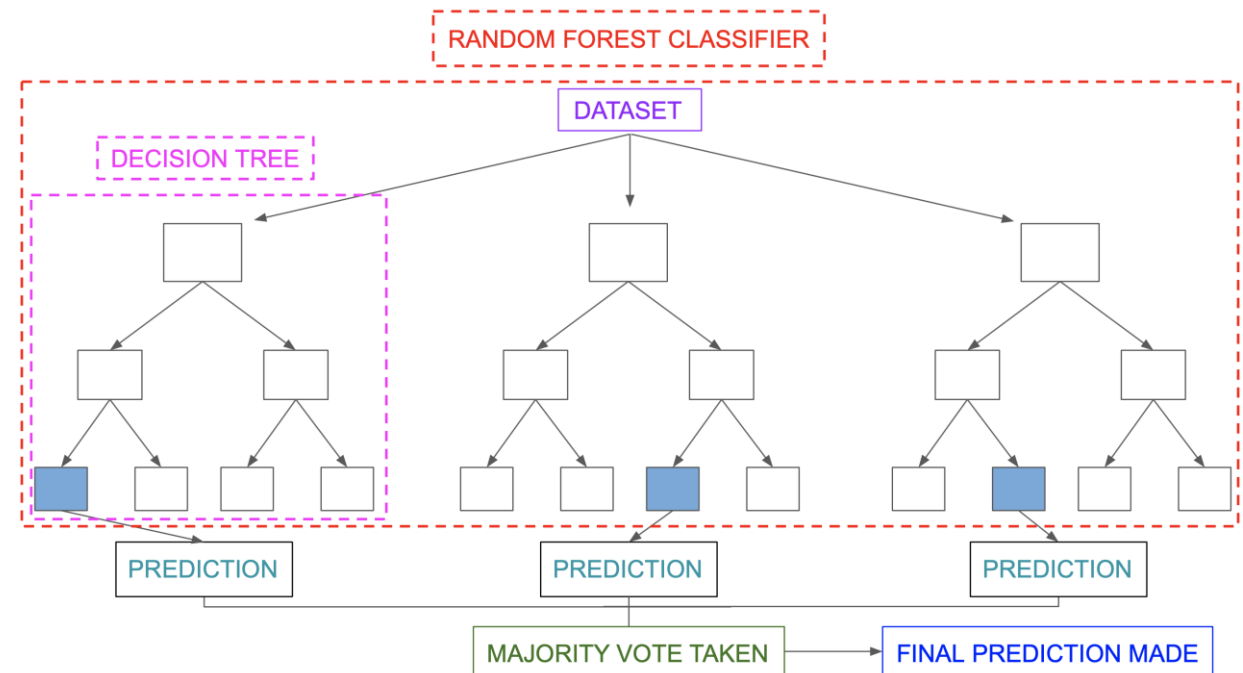 RANDOM FOREST CLASSIFIER
DATASET
DECISION TREE
PREDICTION
PREDICTION
PREDICTION
MAJORITY VOTE TAKEN
FINAL PREDICTION MADE